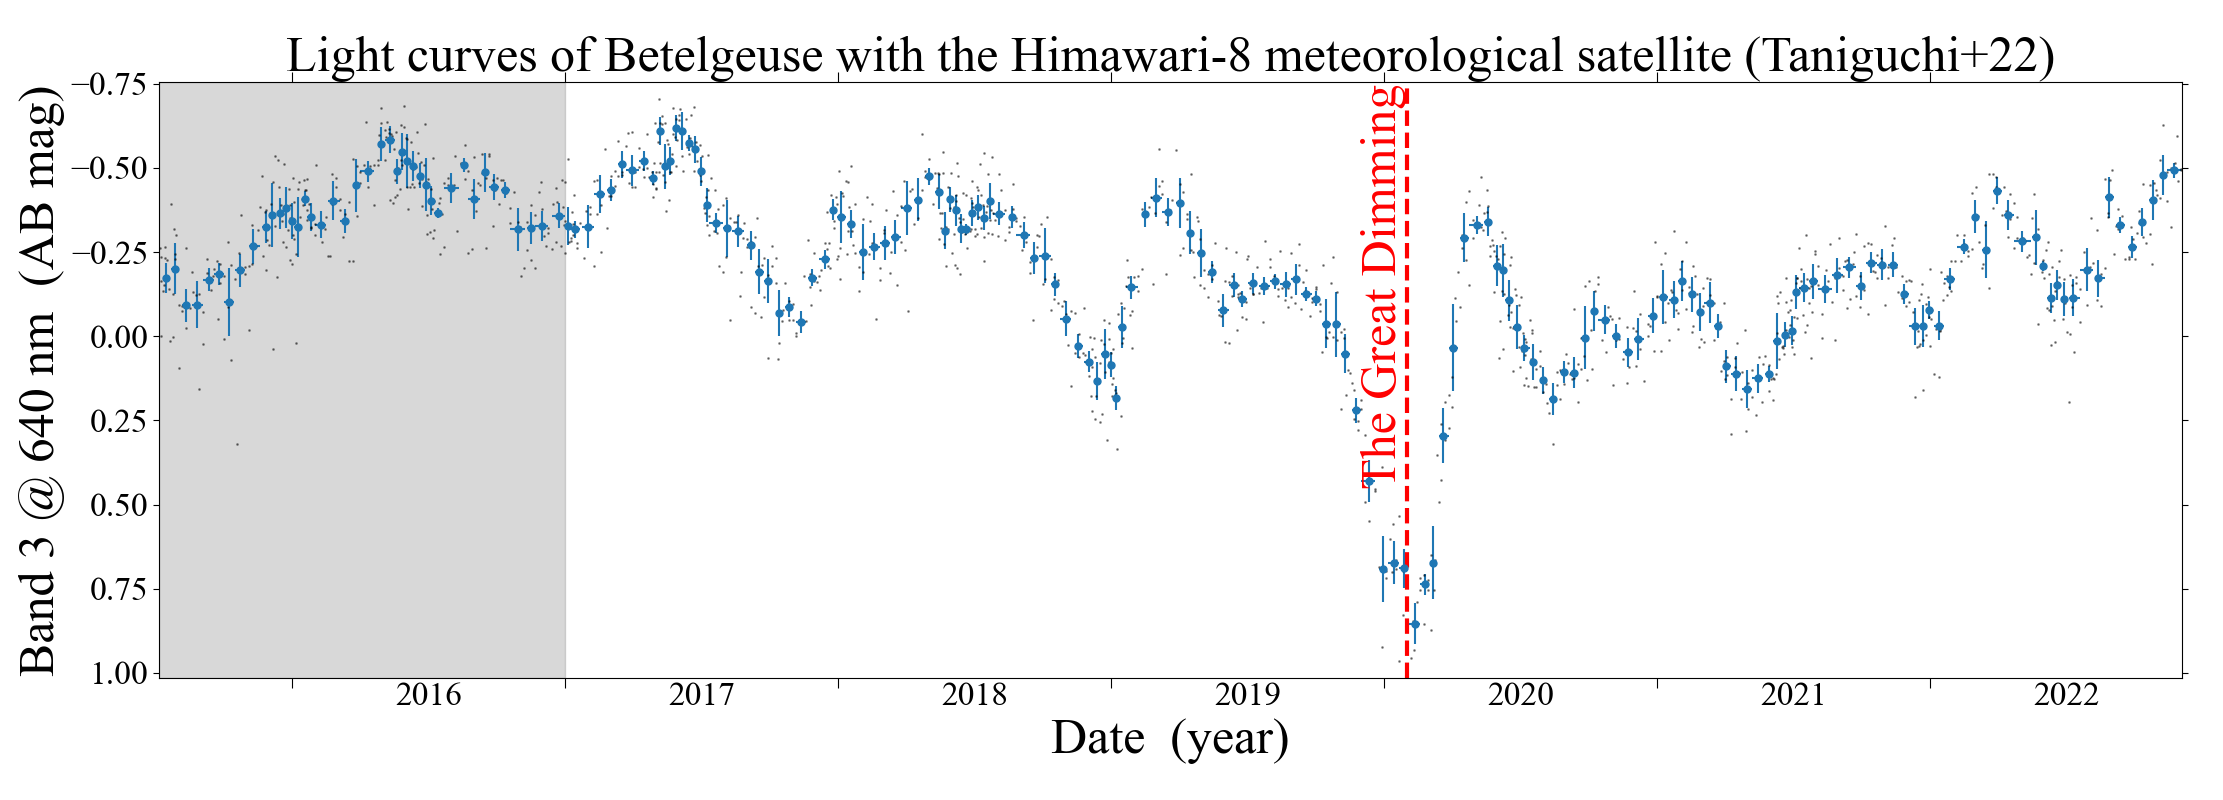 Light curves of Betelgeuse with the Himawari-8 meteorological satellite (Taniguchi+22)
Band 3 @ 640 nm (AB mag)
−0.75
−0.50
−0.25
0.00
0.25
0.50
0.75
1.00
The Great Dimming
2016 2017 2018 2019 2020 2021 2022
Date (year)